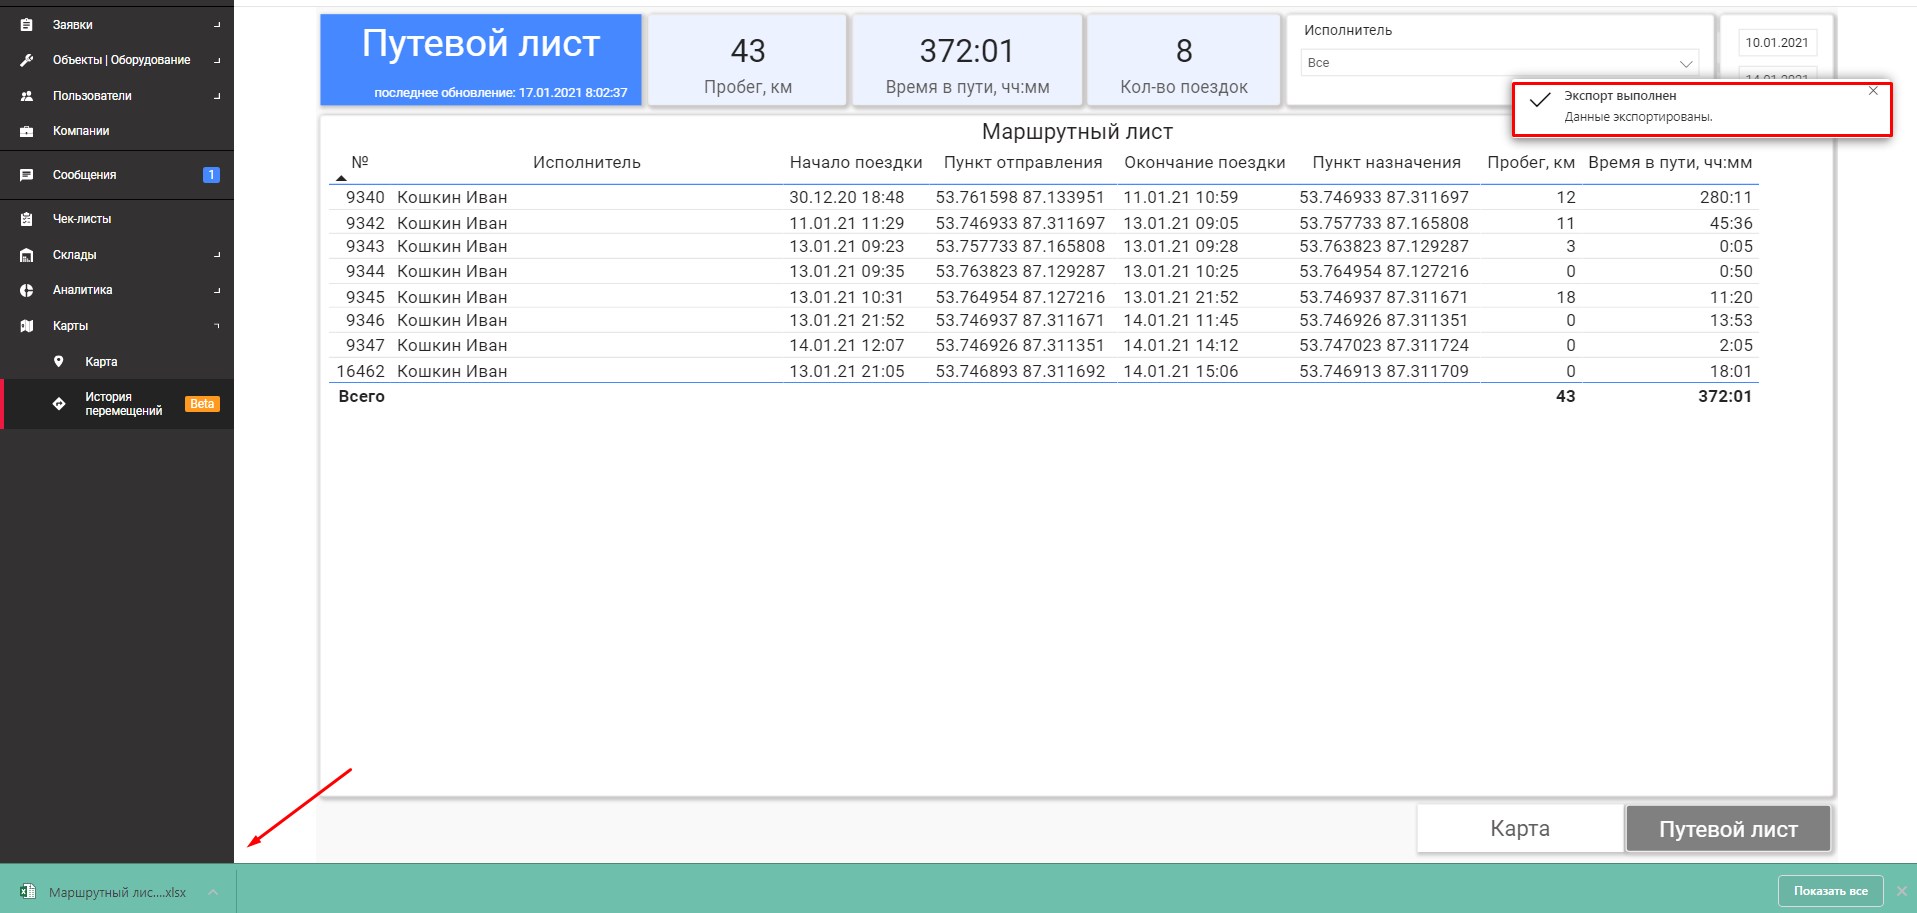 Заявки
Объекты | Оборудование
Пользователи
Компании
Сообщения 1
Чек-листы
Склады
Аналитика
Карты
Карта
История
перемещений Beta
Путевой лист
последнее обновление: 17.01.2021 8:02:37
43
Пробег, км
372:01
Время в пути, чч:мм
8
Кол-во поездок
Исполнитель
Все
10.01.2021
14.01.2021
Экспорт выполнен
Данные экспортированы.
Маршрутный лист
№ Исполнитель Начало поездки Пункт отправления Окончание поездки Пункт назначения Пробег, км Время в пути, чч:мм
9340 Кошкин Иван 30.12.20 18:48 53.761598 87.133951 11.01.21 10:59 53.746933 87.311697 12 280:11
9342 Кошкин Иван 11.01.21 11:29 53.746933 87.311697 13.01.21 09:05 53.757733 87.165808 11 45:36
9343 Кошкин Иван 13.01.21 09:23 53.757733 87.165808 13.01.21 09:28 53.763823 87.129287 3 0:05
9344 Кошкин Иван 13.01.21 09:35 53.763823 87.129287 13.01.21 10:25 53.764954 87.127216 0 0:50
9345 Кошкин Иван 13.01.21 10:31 53.764954 87.127216 13.01.21 21:52 53.746937 87.311671 18 11:20
9346 Кошкин Иван 13.01.21 21:52 53.746937 87.311671 14.01.21 11:45 53.746926 87.311351 0 13:53
9347 Кошкин Иван 14.01.21 12:07 53.746926 87.311351 14.01.21 14:12 53.747023 87.311724 0 2:05
16462 Кошкин Иван 13.01.21 21:05 53.746893 87.311692 14.01.21 15:06 53.746913 87.311709 0 18:01
Всего 43 372:01
Карта
Путевой лист
Маршрутный лис....xlsx
Показать все